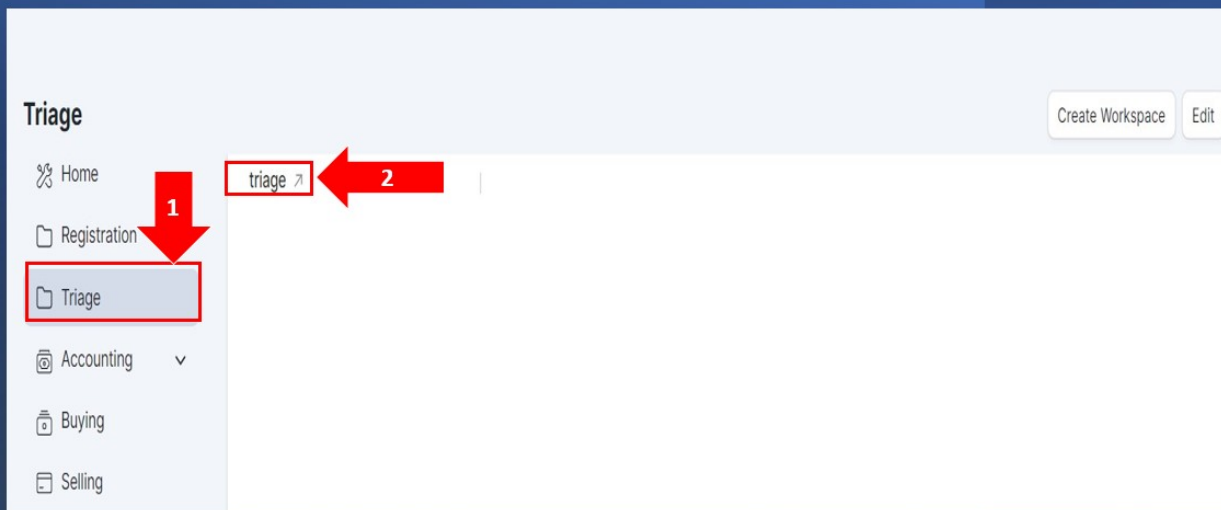 Triage
Create Workspace
Edit
Home
triage
2
1
Registration
Triage
Accounting
Buying
Selling